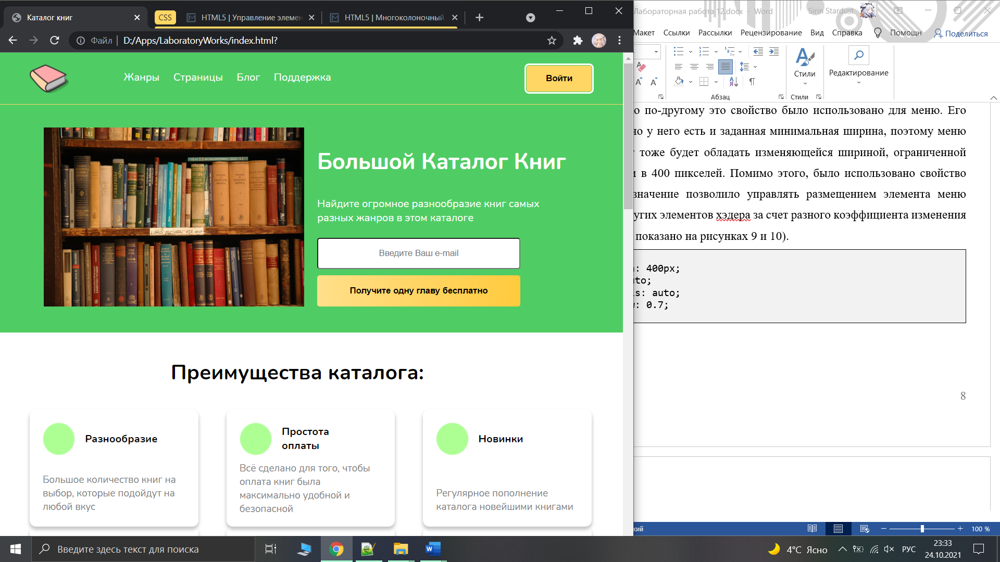 Каталог книг
CSS
HTML5 | Управление элемен
HTML5 | Многоколоночный
Файл
D:/Apps/LaboratoryWorks/index.html?
Жанры
Страницы
Блог
Поддержка
Войти
Большой Каталог Книг
Найдите огромное разнообразие книг самых
разных жанров в этом каталоге
Введите Ваш e-mail
Получите одну главу бесплатно
Преимущества каталога:
Разнообразие
Большое количество книг на
выбор, которые подойдут на
любой вкус
Простота
оплаты
Всё сделано для того, чтобы
оплата книг была
максимально удобной и
безопасной
Новинки
Регулярное пополнение
каталога новейшими книгами
Лабораторная работа 12.docx - Word
Sirin Stardust
Макет
Ссылки
Рассылки
Рецензирование
Вид
Справка
Помощн
Поделиться
Стили
Редактирование
Абзац
Стили
о по-другому это свойство было использовано для меню. Его
но у него есть и заданная минимальная ширина, поэтому меню
т тоже будет обладать изменяющейся шириной, ограниченной
м в 400 пикселей. Помимо этого, было использовано свойство
значение позволило управлять размещением элемента меню
угих элементов хэдера за счет разного коэффициента изменения
показано на рисунках 9 и 10).
: 400px;
uto;
s: auto;
: 0.7;
8
кий
100 %
Введите здесь текст для поиска
4°C Ясно
РУС
23:33
24.10.2021